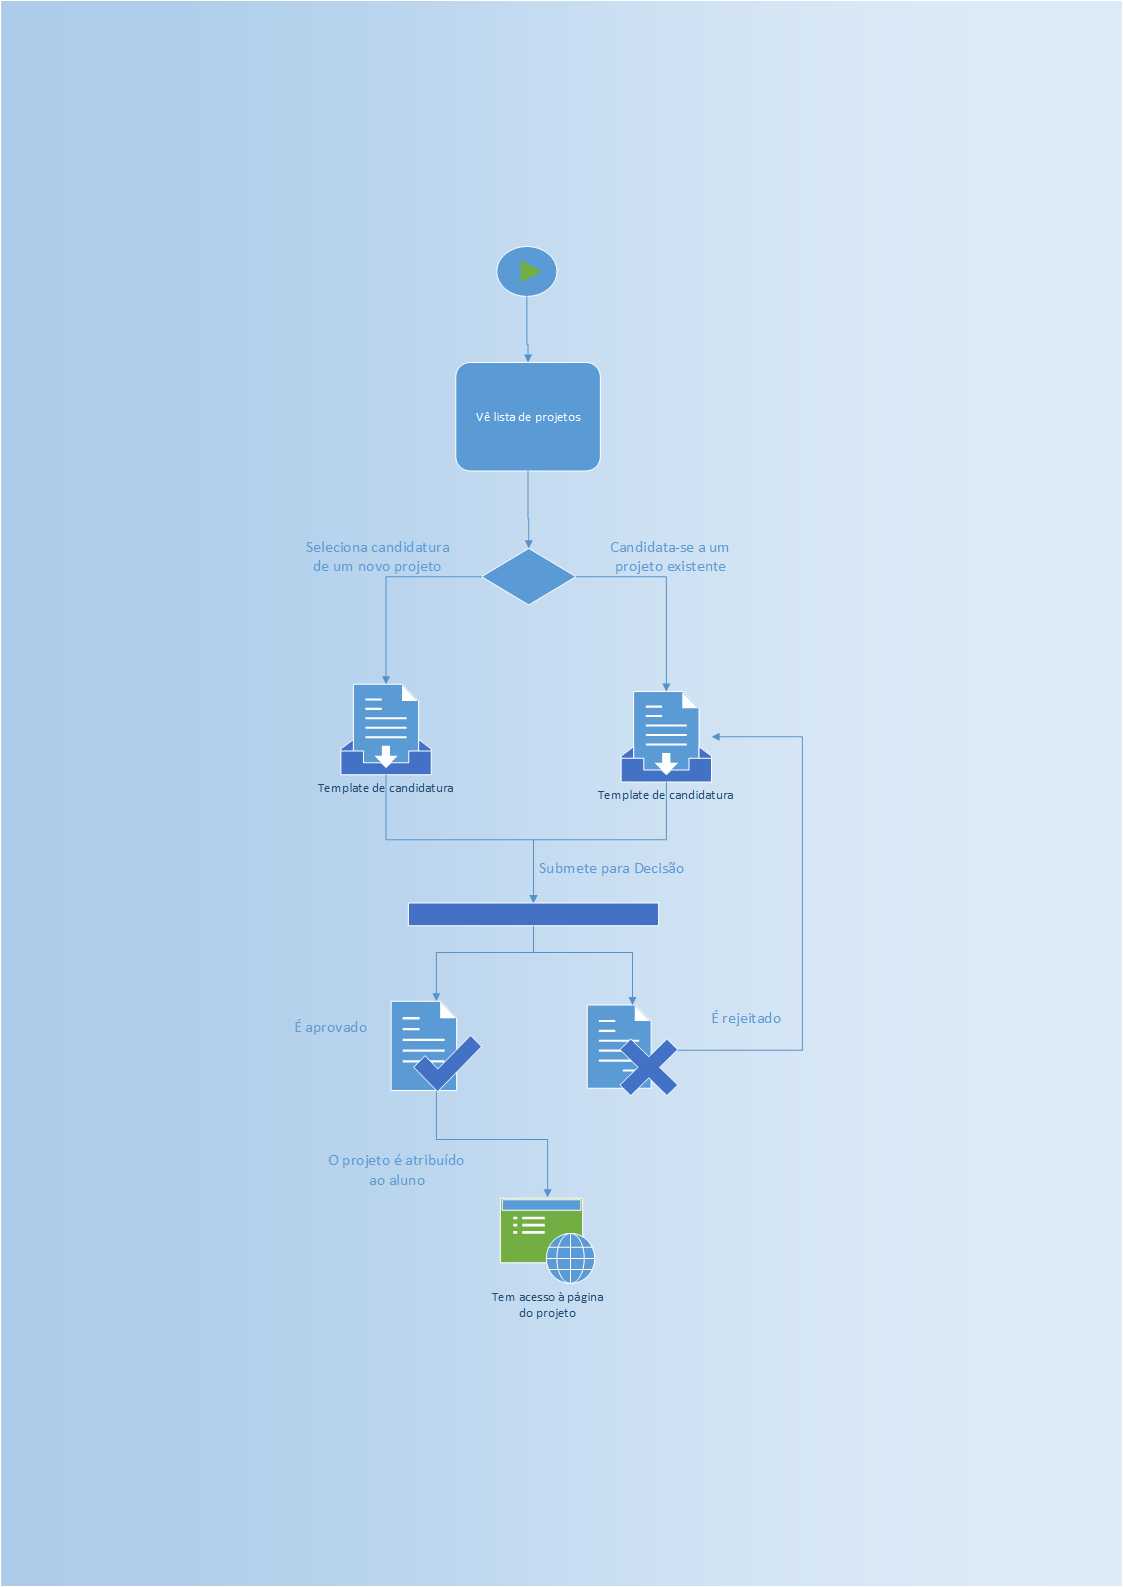 Vê lista de projetos
Seleciona candidatura
de um novo projeto
Candidata-se a um
projeto existente
Template de candidatura
Template de candidatura
Submete para Decisão
É aprovado
É rejeitado
O projeto é atribuído
ao aluno
Tem acesso à página
do projeto